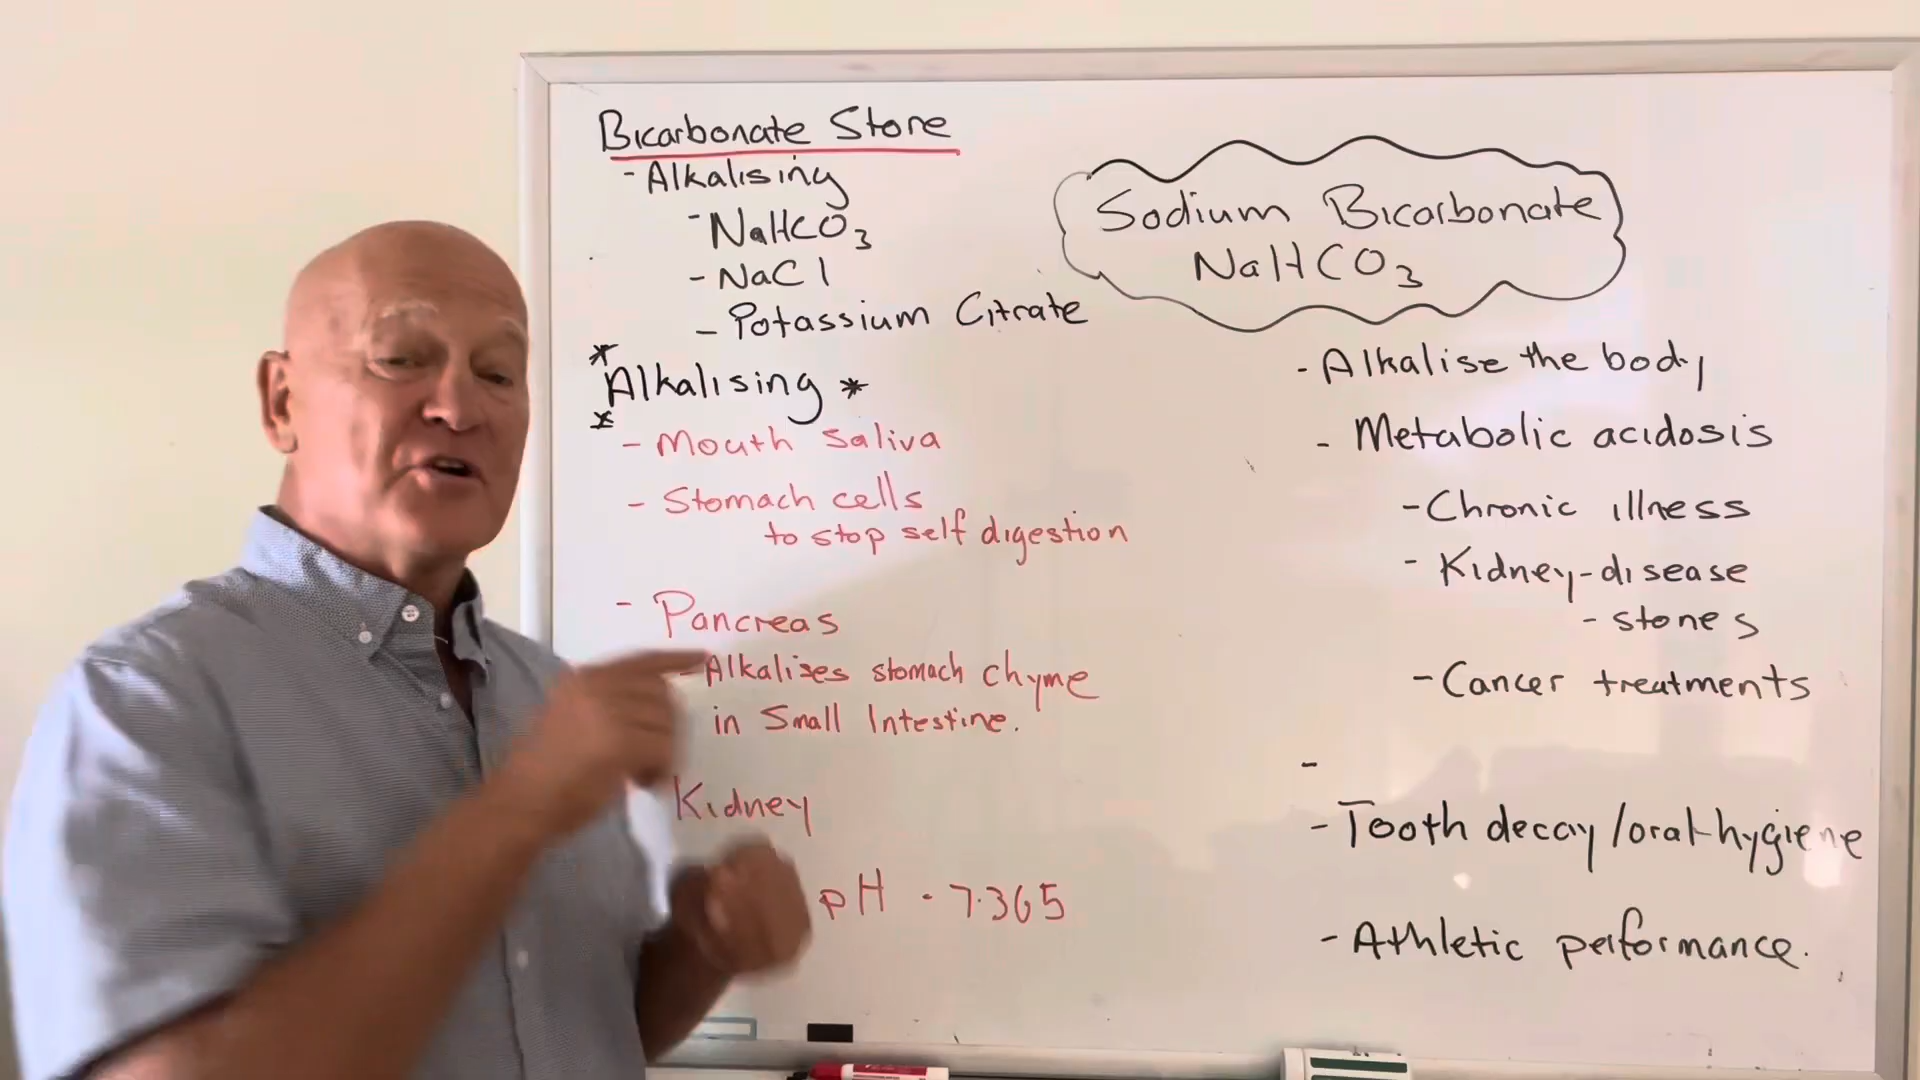 Bicarbonate Store
- Alkalising
- NaHCO3
- NaCl
- Potassium Citrate
* Alkalising *
*
- Mouth saliva
- Stomach cells
to stop self digestion
- Pancreas
- Alkalizes stomach chyme
in Small Intestine.
Kidney
pH - 7.365
Sodium Bicarbonate
NaHCO3
- Alkalise the body
- Metabolic acidosis
- Chronic illness
- Kidney-disease
- stones
- Cancer treatments
-
- Tooth decay/oral-hygiene
- Athletic performance.